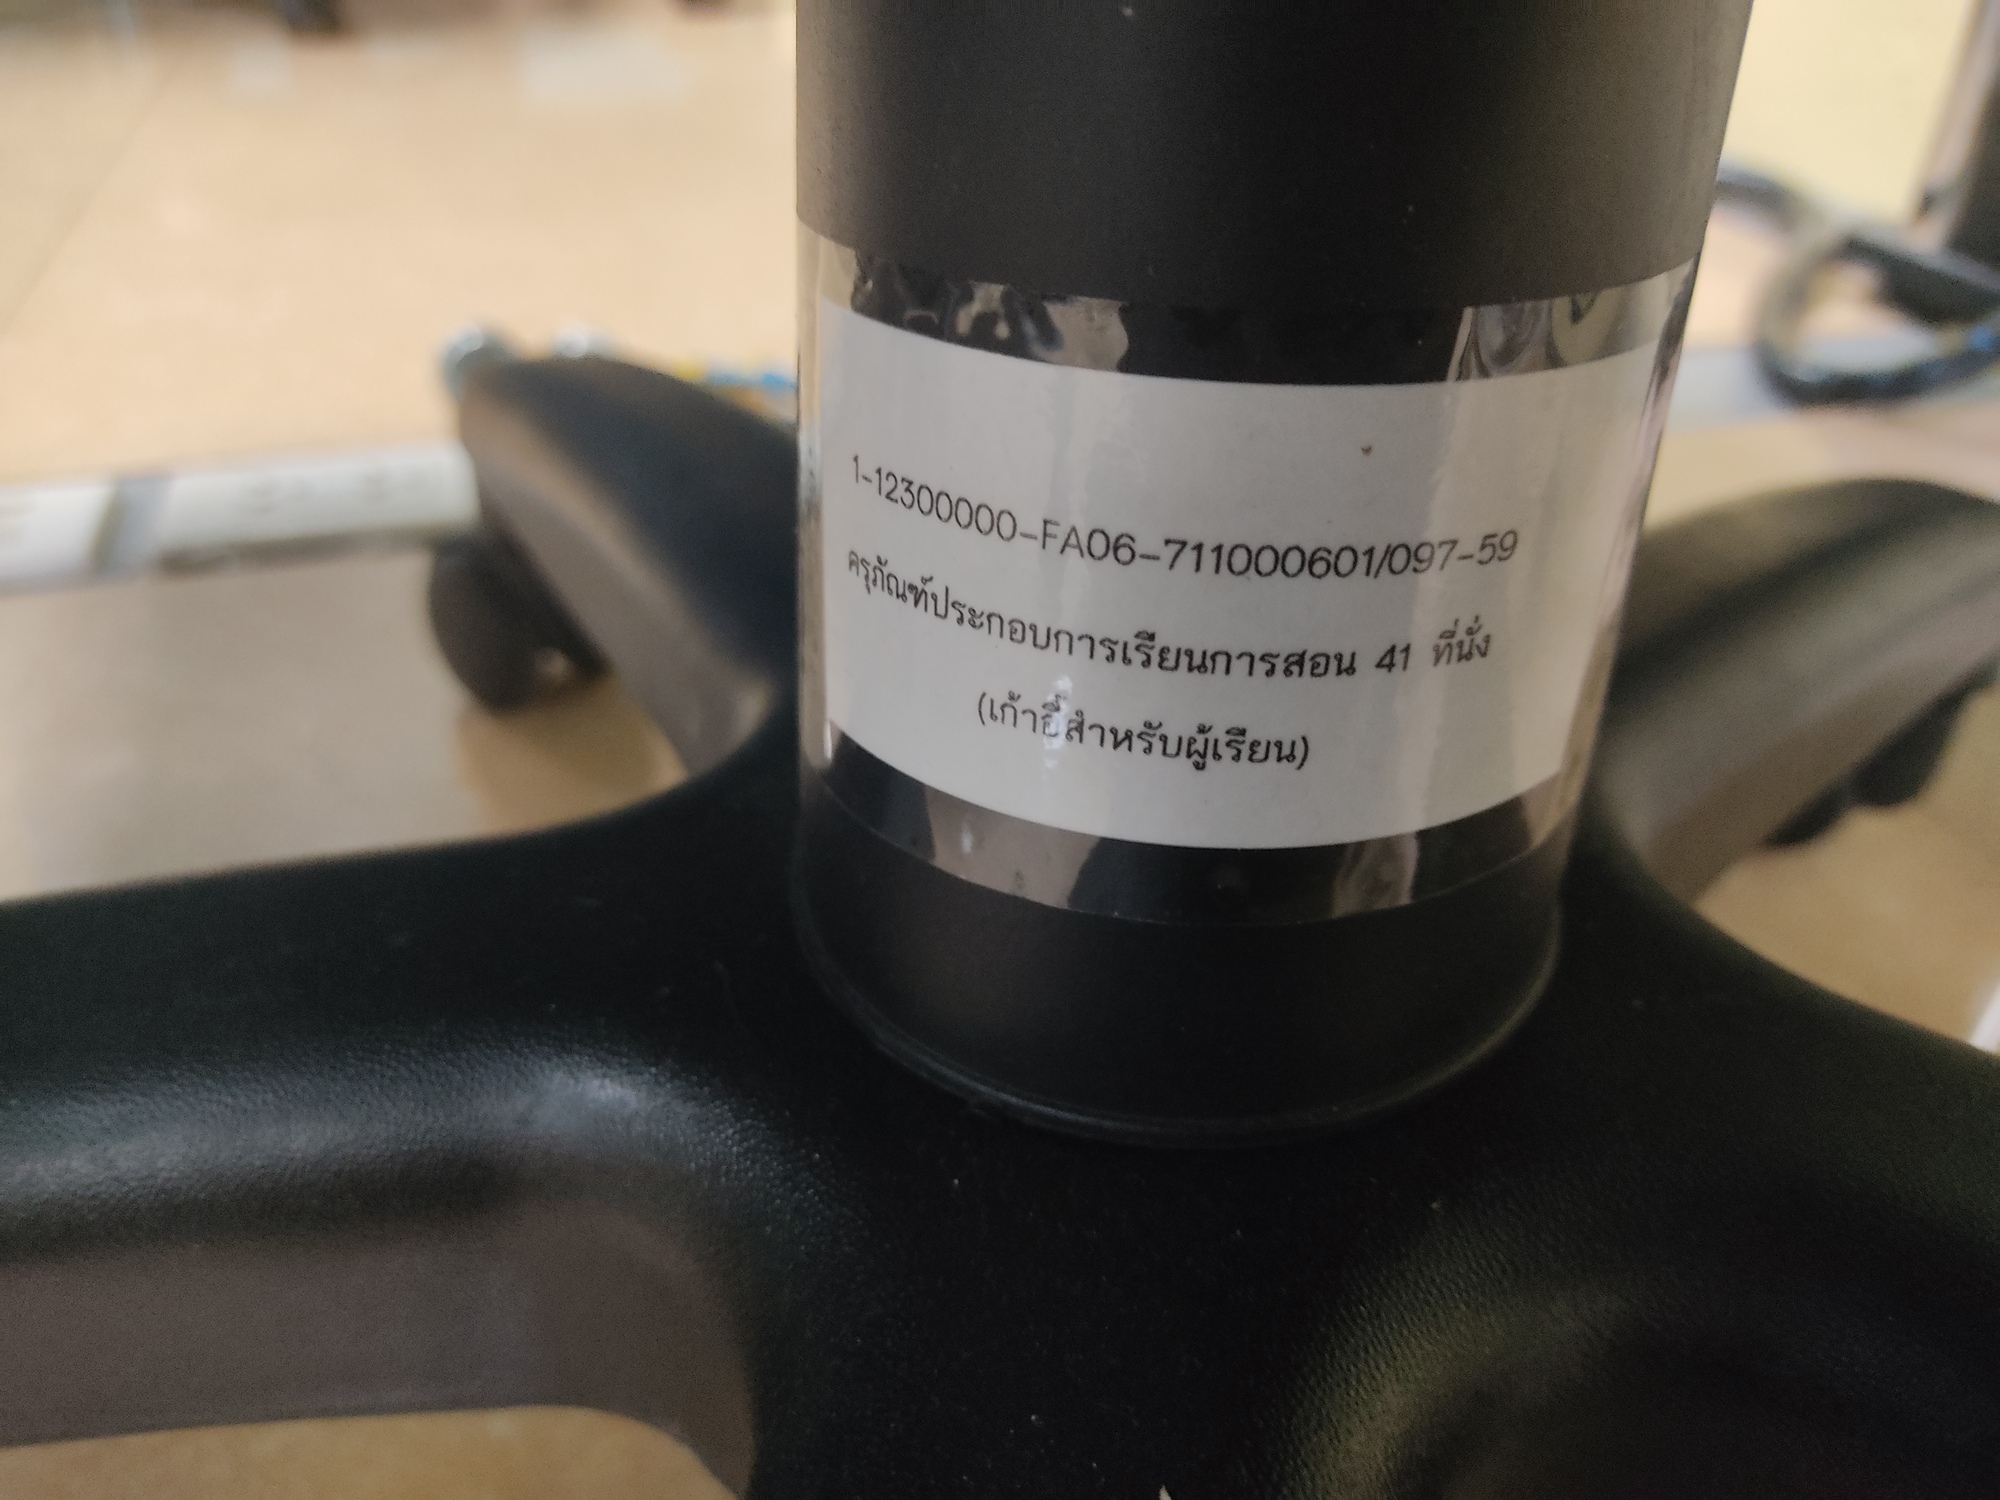 1-12300000-FA06-711000601/097-59
ครุภัณฑ์ประกอบการเรียนการสอน 41 ที่นั่ง
(เก้าอี้สำหรับผู้เรียน)